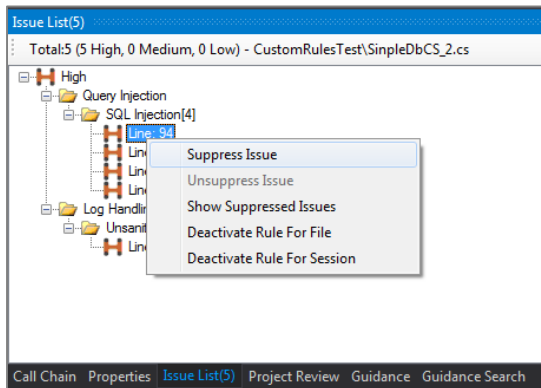 Issue List(5)
Total:5 (5 High, 0 Medium, 0 Low) - CustomRulesTest\SinpleDbCS_2.cs
High
Query Injection
SQL Injection[4]
Line: 94
Suppress Issue
Unsuppress Issue
Show Suppressed Issues
Deactivate Rule For File
Deactivate Rule For Session
Log
Call Chain Properties Issue List(5) Project Review Guidance Guidance Search